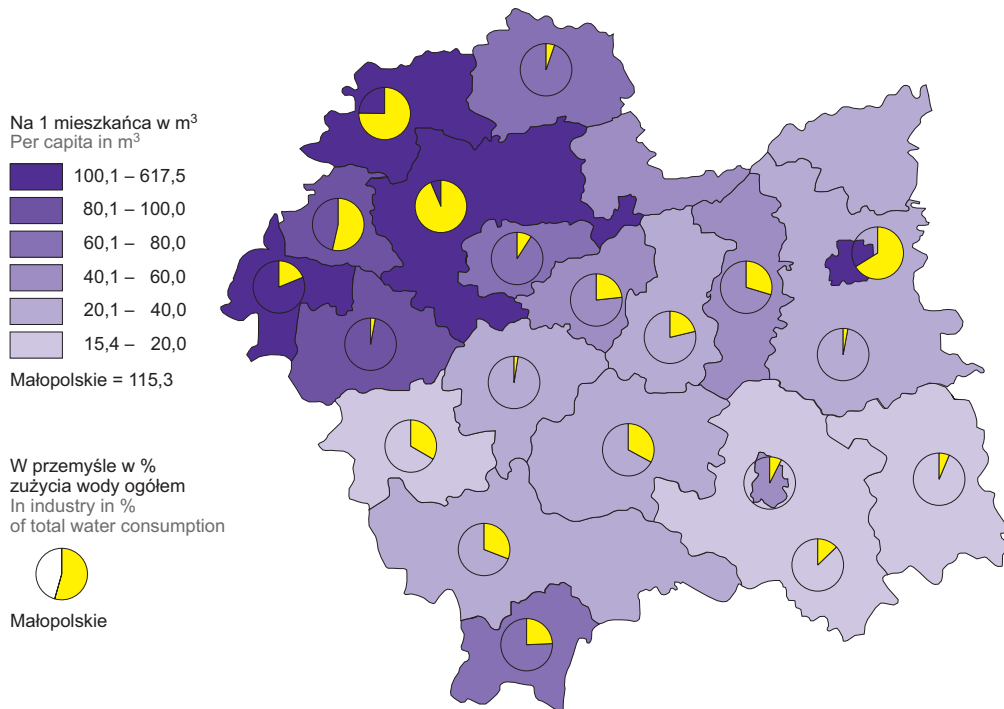 Na 1 mieszkańca w m³
Per capita in m³
100,1 – 617,5
80,1 – 100,0
60,1 – 80,0
40,1 – 60,0
20,1 – 40,0
15,4 – 20,0
Małopolskie = 115,3
W przemyśle w %
zużycia wody ogółem
In industry in %
of total water consumption
Małopolskie